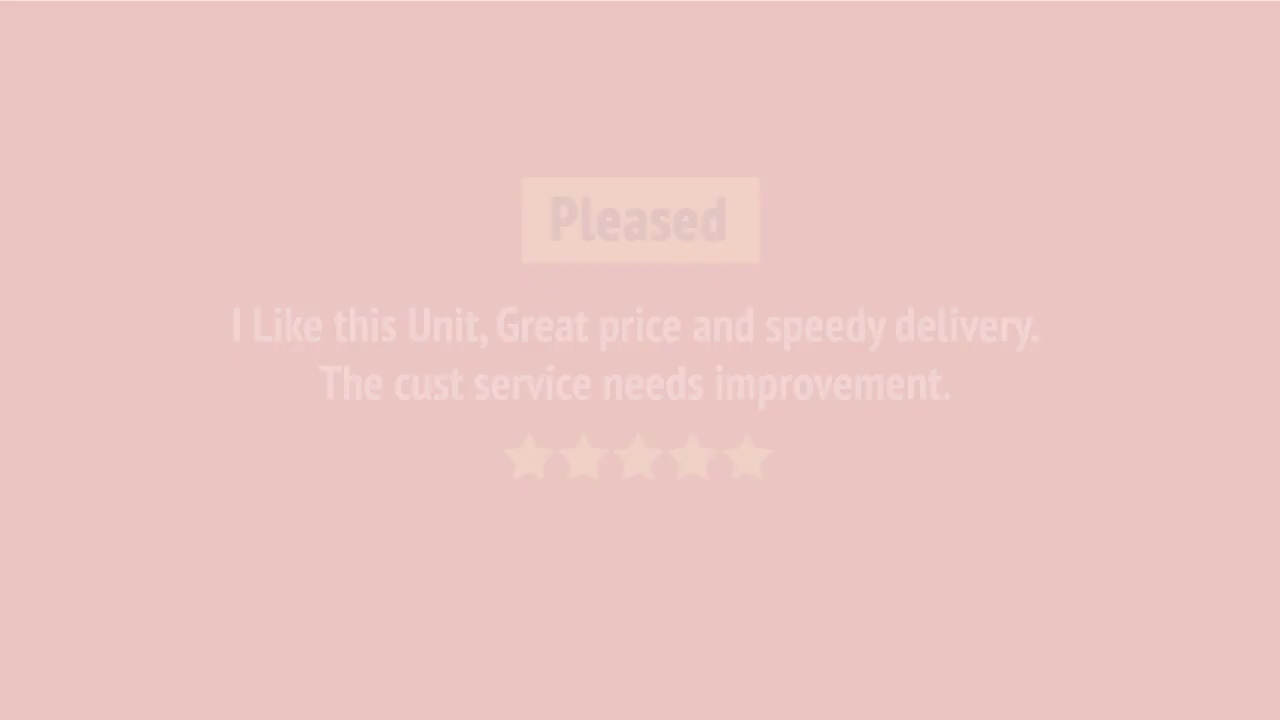 Pleased
I Like this Unit, Great price and speedy delivery.
The cust service needs improvement.